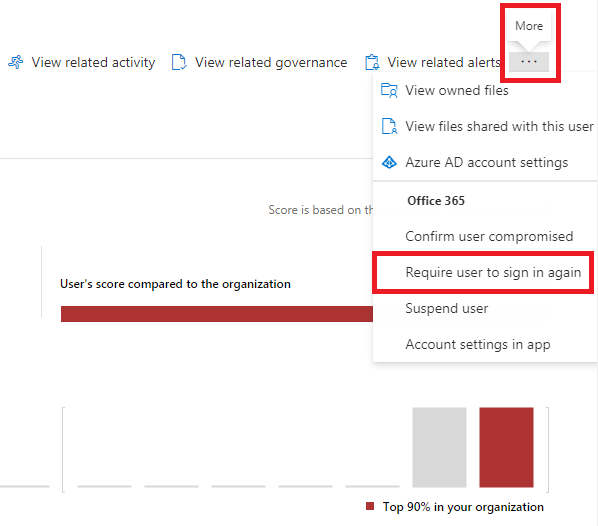 More
View related activity
View related governance
View related alerts
...
View owned files
View files shared with this user
Azure AD account settings
Score is based on th
Office 365
Confirm user compromised
Require user to sign in again
User's score compared to the organization
Suspend user
Account settings in app
Top 90% in your organization